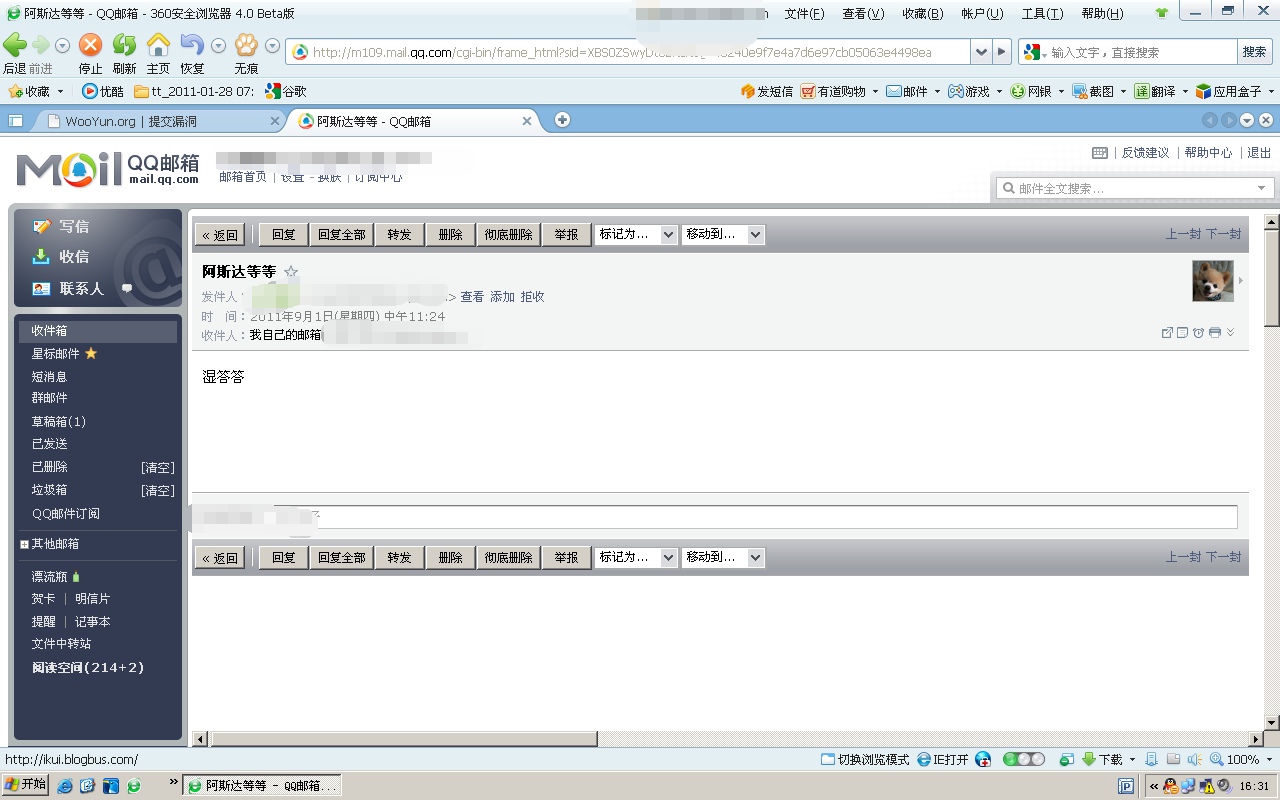 阿斯达等等 - QQ邮箱 - 360安全浏览器 4.0 Beta版
文件(F) 查看(V) 收藏(B) 帐户(U) 工具(T) 帮助(H)
http://m109.mail.qq.com/cgi-bin/frame_html?sid=XBS0ZSwyD 240e9f7e4a7d6e97cb05063e4498ea
输入文字，直接搜索 搜索
后退 前进 停止 刷新 主页 恢复 无痕
收藏 优酷 tt_2011-01-28 07: 谷歌
发短信 有道购物 邮件 游戏 网银 截图 翻译 应用盒子
WooYun.org | 提交漏洞 阿斯达等等 - QQ邮箱
MAil QQ邮箱
mail.qq.com
邮箱首页 | 设置 - 换肤 | 订阅中心
反馈建议 | 帮助中心 | 退出
邮件全文搜索...
写信
收信
联系人
收件箱
星标邮件
短消息
群邮件
草稿箱(1)
已发送
已删除 [清空]
垃圾箱 [清空]
QQ邮件订阅
其他邮箱
漂流瓶
贺卡 | 明信片
提醒 | 记事本
文件中转站
阅读空间(214+2)
« 返回 回复 回复全部 转发 删除 彻底删除 举报 标记为... 移动到... 上一封 下一封
阿斯达等等
发件人： > 查看 添加 拒收
时 间：2011年9月1日(星期四) 中午11:24
收件人：我自己的邮箱
湿答答
« 返回 回复 回复全部 转发 删除 彻底删除 举报 标记为... 移动到... 上一封 下一封
http://ikui.blogbus.com/
切换浏览模式 IE打开 下载 100%
开始 阿斯达等等 - QQ邮箱... 16:31